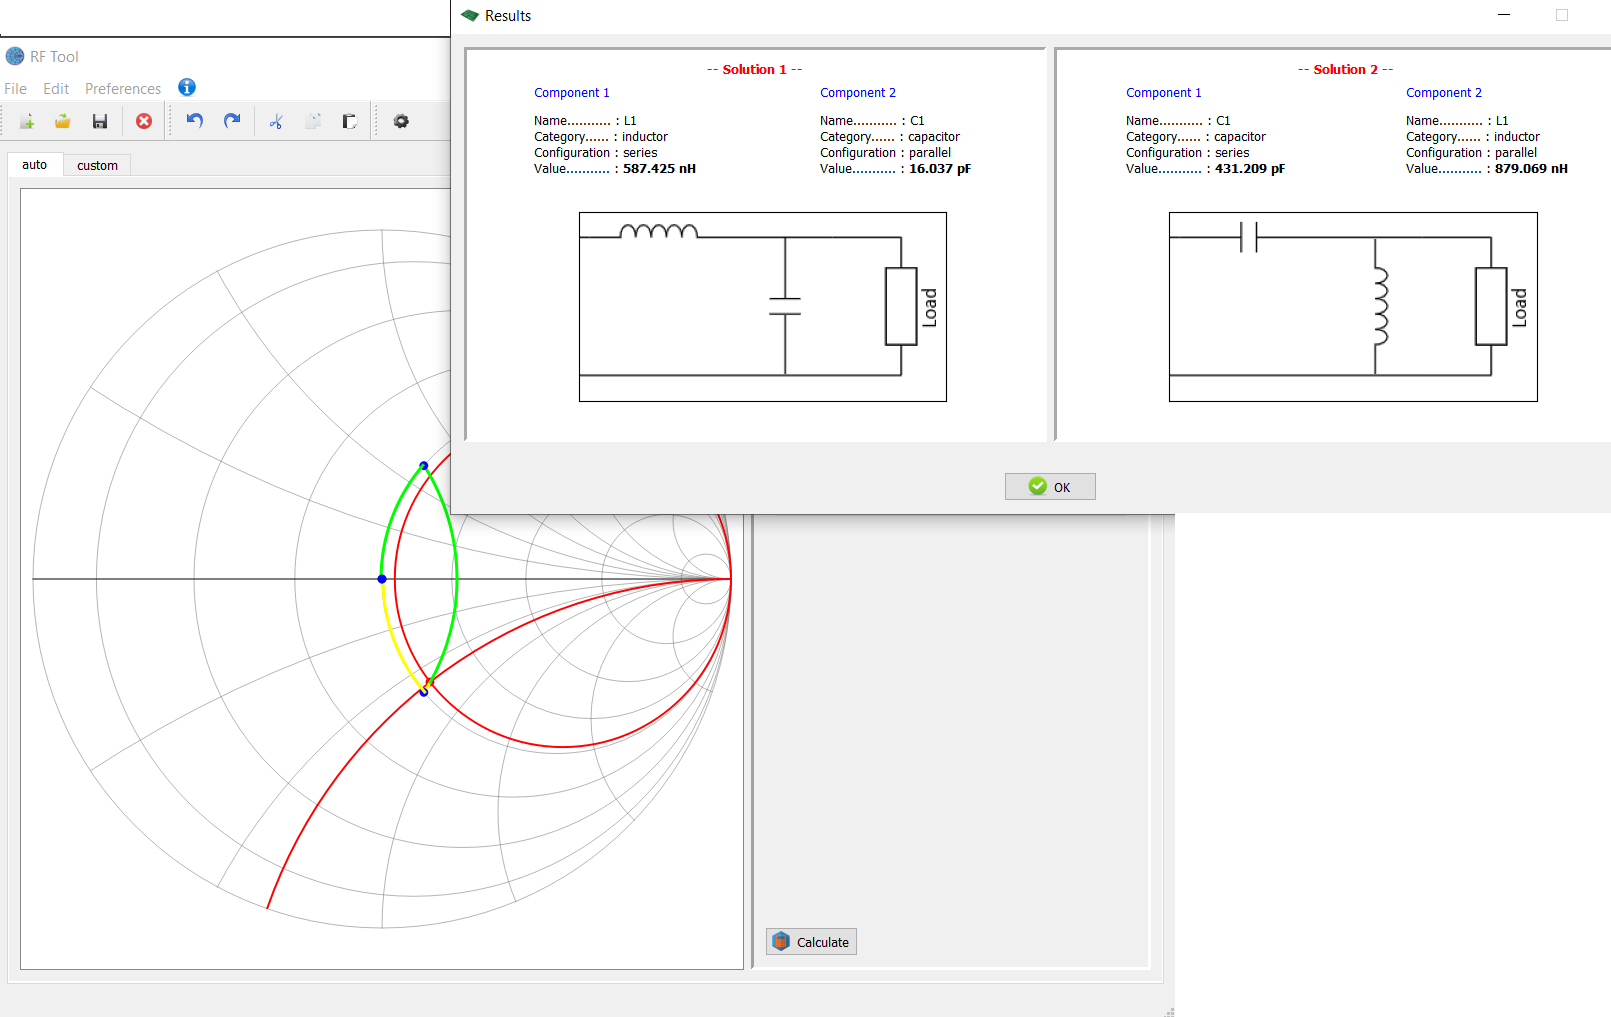 Results
RF Tool
File Edit Preferences
auto custom
-- Solution 1 --
Component 1 Component 2
Name........... : L1 Name........... : C1
Category...... : inductor Category...... : capacitor
Configuration : series Configuration : parallel
Value........... : 587.425 nH Value........... : 16.037 pF
Load
-- Solution 2 --
Component 1 Component 2
Name........... : C1 Name........... : L1
Category...... : capacitor Category...... : inductor
Configuration : series Configuration : parallel
Value........... : 431.209 pF Value........... : 879.069 nH
Load
OK
Calculate